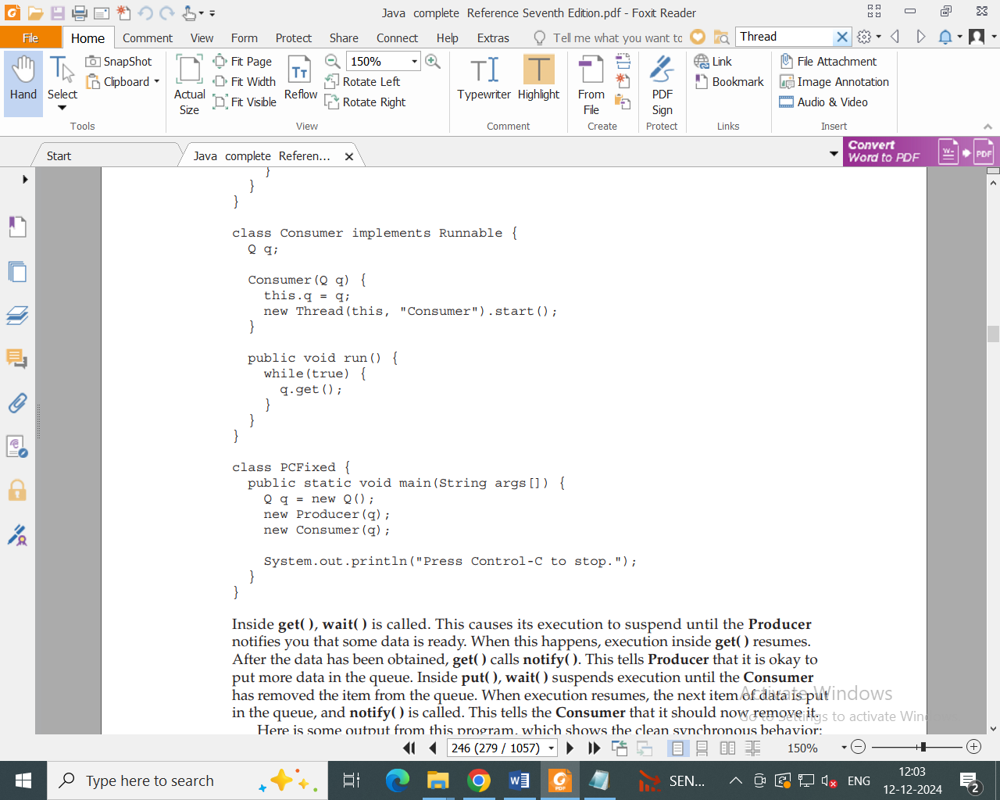 Java complete Reference Seventh Edition.pdf - Foxit Reader
File Home Comment View Form Protect Share Connect Help Extras Tell me what you want to Thread
Hand
Select
SnapShot
Clipboard
Tools
Actual Size
Fit Page
Fit Width
Fit Visible
Reflow
150%
Rotate Left
Rotate Right
View
Typewriter
Highlight
Comment
From File
Create
PDF Sign
Protect
Link
Bookmark
Links
File Attachment
Image Annotation
Audio & Video
Insert
Start
Java complete Referen...
Convert
Word to PDF
W
PDF
}
}
}
class Consumer implements Runnable {
Q q;
Consumer(Q q) {
this.q = q;
new Thread(this, "Consumer").start();
}
public void run() {
while(true) {
q.get();
}
}
}
class PCFixed {
public static void main(String args[]) {
Q q = new Q();
new Producer(q);
new Consumer(q);
System.out.println("Press Control-C to stop.");
}
}
Inside get( ), wait( ) is called. This causes its execution to suspend until the Producer
notifies you that some data is ready. When this happens, execution inside get( ) resumes.
After the data has been obtained, get( ) calls notify( ). This tells Producer that it is okay to
put more data in the queue. Inside put( ), wait( ) suspends execution until the Consumer
has removed the item from the queue. When execution resumes, the next item of data is put
in the queue, and notify( ) is called. This tells the Consumer that it should now remove it.
Here is some output from this program, which shows the clean synchronous behavior:
Activate Windows
Go to Settings to activate Windows
246 (279 / 1057)
150%
Type here to search
PDF
SEN...
ENG
12:03
12-12-2024
2